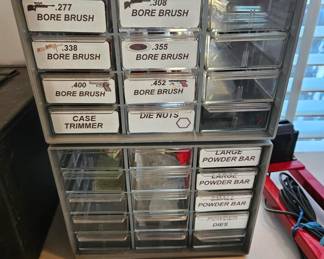 .277
BORE BRUSH
.308
BORE BRUSH
.338
BORE BRUSH
.355
BORE BRUSH
.400
BORE BRUSH
.452
BORE BRUSH
CASE
TRIMMER
DIE NUTS
LARGE
POWDER BAR
LARGE
POWDER BAR
SMALL
POWDER BAR
POWDER
DIES